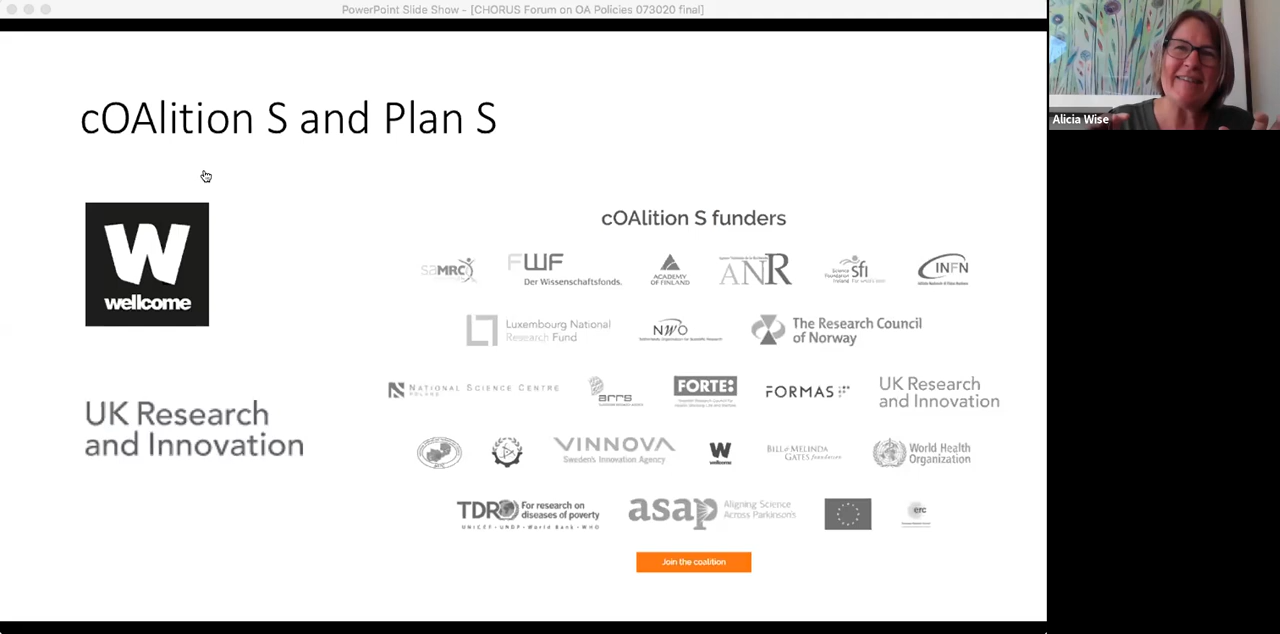 PowerPoint Slide Show - [CHORUS Forum on OA Policies 073020 final]
Alicia Wise
cOAlition S and Plan S
W
wellcome
UK Research
and Innovation
cOAlition S funders
saMRC
FWF
Der Wissenschaftsfonds.
ACADEMY
OF FINLAND
ANR
Science
Foundation
Ireland
sfi
INFN
Luxembourg National
Research Fund
NWO
The Research Council
of Norway
NATIONAL SCIENCE CENTRE
POLAND
arrs
FORTE:
FORMAS
UK Research
and Innovation
VINNOVA
Sweden's Innovation Agency
W
wellcome
BILL & MELINDA
GATES foundation
World Health
Organization
TDR
For research on
diseases of poverty
UNICEF · UNDP · World Bank · WHO
asap
Aligning Science
Across Parkinson's
erc
Join the coalition